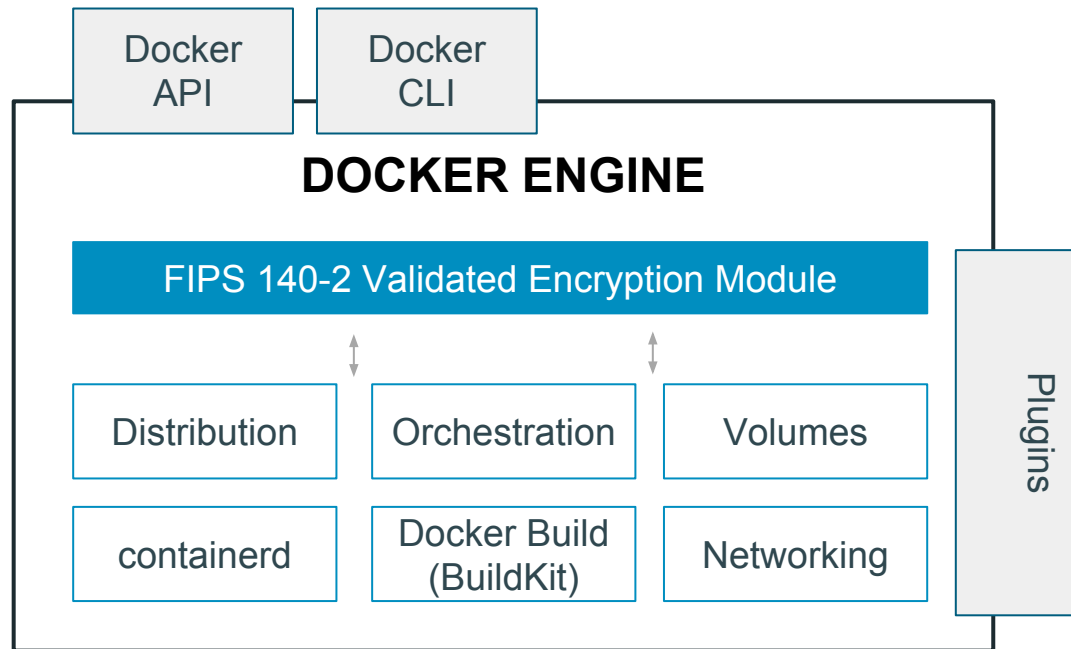 Docker
API
Docker
CLI
DOCKER ENGINE
FIPS 140-2 Validated Encryption Module
Distribution
Orchestration
Volumes
containerd
Docker Build
(BuildKit)
Networking
Plugins